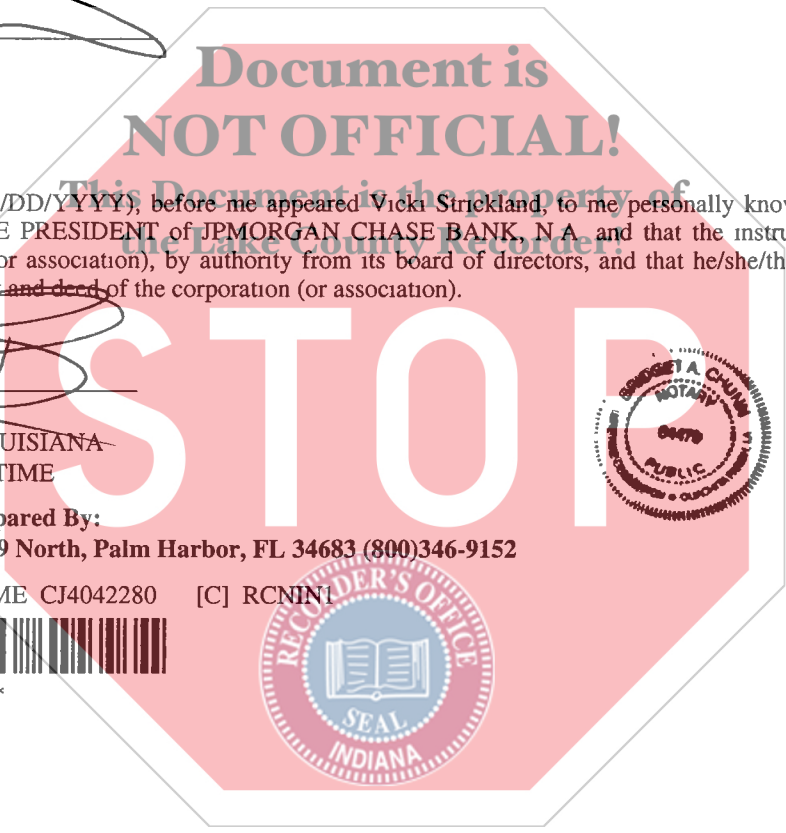 Document is
NOT OFFICIAL!
This Document is the property of
the Lake County Recorder!
/DD/YYYY), before me appeared Vicki Strickland, to me personally know
E PRESIDENT of JPMORGAN CHASE BANK, N A and that the instru
or association), by authority from its board of directors, and that he/she/th
and deed of the corporation (or association).
STOP
BRIDGET A. CHUNN
NOTARY
PUBLIC
UISIANA
TIME
pared By:
9 North, Palm Harbor, FL 34683 (800)346-9152
ME CJ4042280 [C] RCNIN1
RECORDER'S OFFICE
SEAL
INDIANA